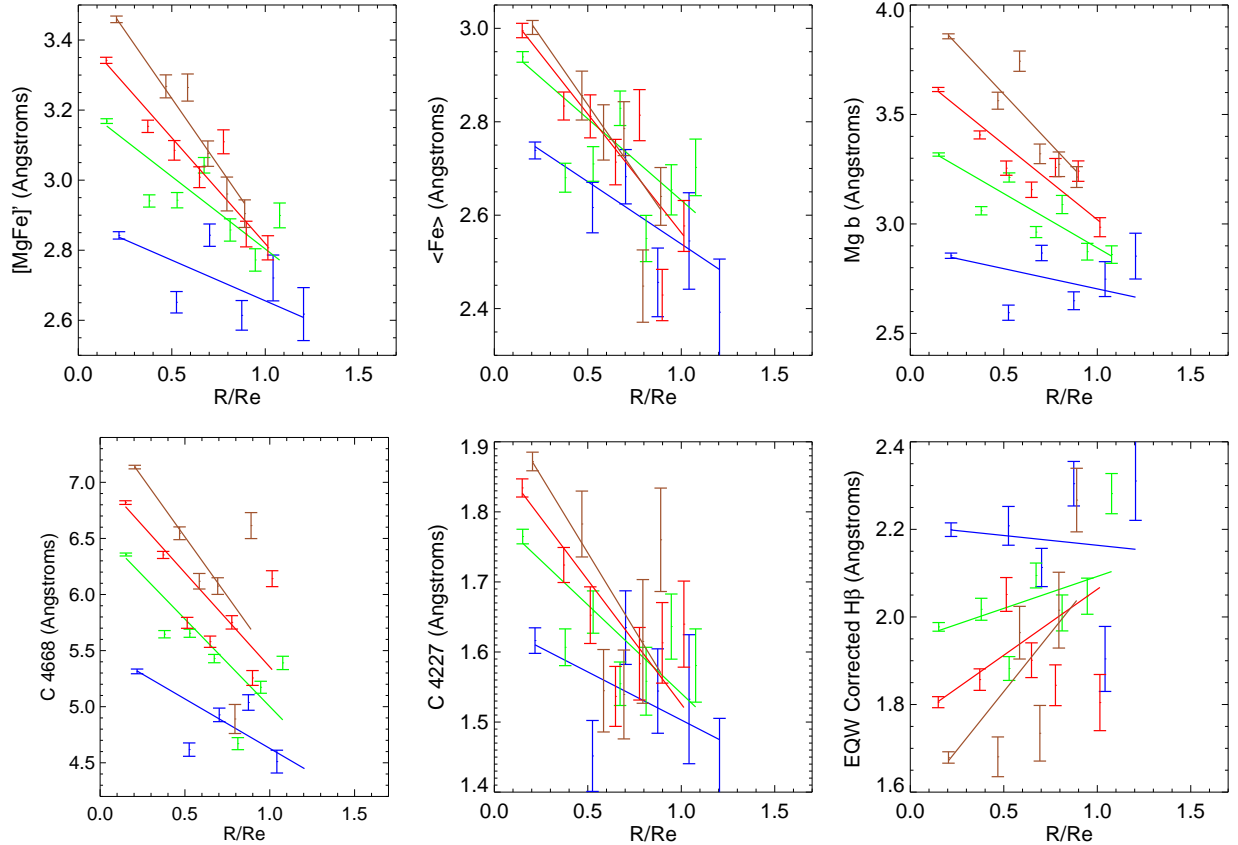 [MgFe]' (Angstroms)
3.4
3.2
3.0
2.8
2.6
0.0 0.5 1.0 1.5
R/Re
<Fe> (Angstroms)
3.0
2.8
2.6
2.4
0.0 0.5 1.0 1.5
R/Re
Mg b (Angstroms)
4.0
3.5
3.0
2.5
0.0 0.5 1.0 1.5
R/Re
C 4668 (Angstroms)
7.0
6.5
6.0
5.5
5.0
4.5
0.0 0.5 1.0 1.5
R/Re
C 4227 (Angstroms)
1.9
1.8
1.7
1.6
1.5
1.4
0.0 0.5 1.0 1.5
R/Re
EQW Corrected Hβ (Angstroms)
2.4
2.2
2.0
1.8
1.6
0.0 0.5 1.0 1.5
R/Re